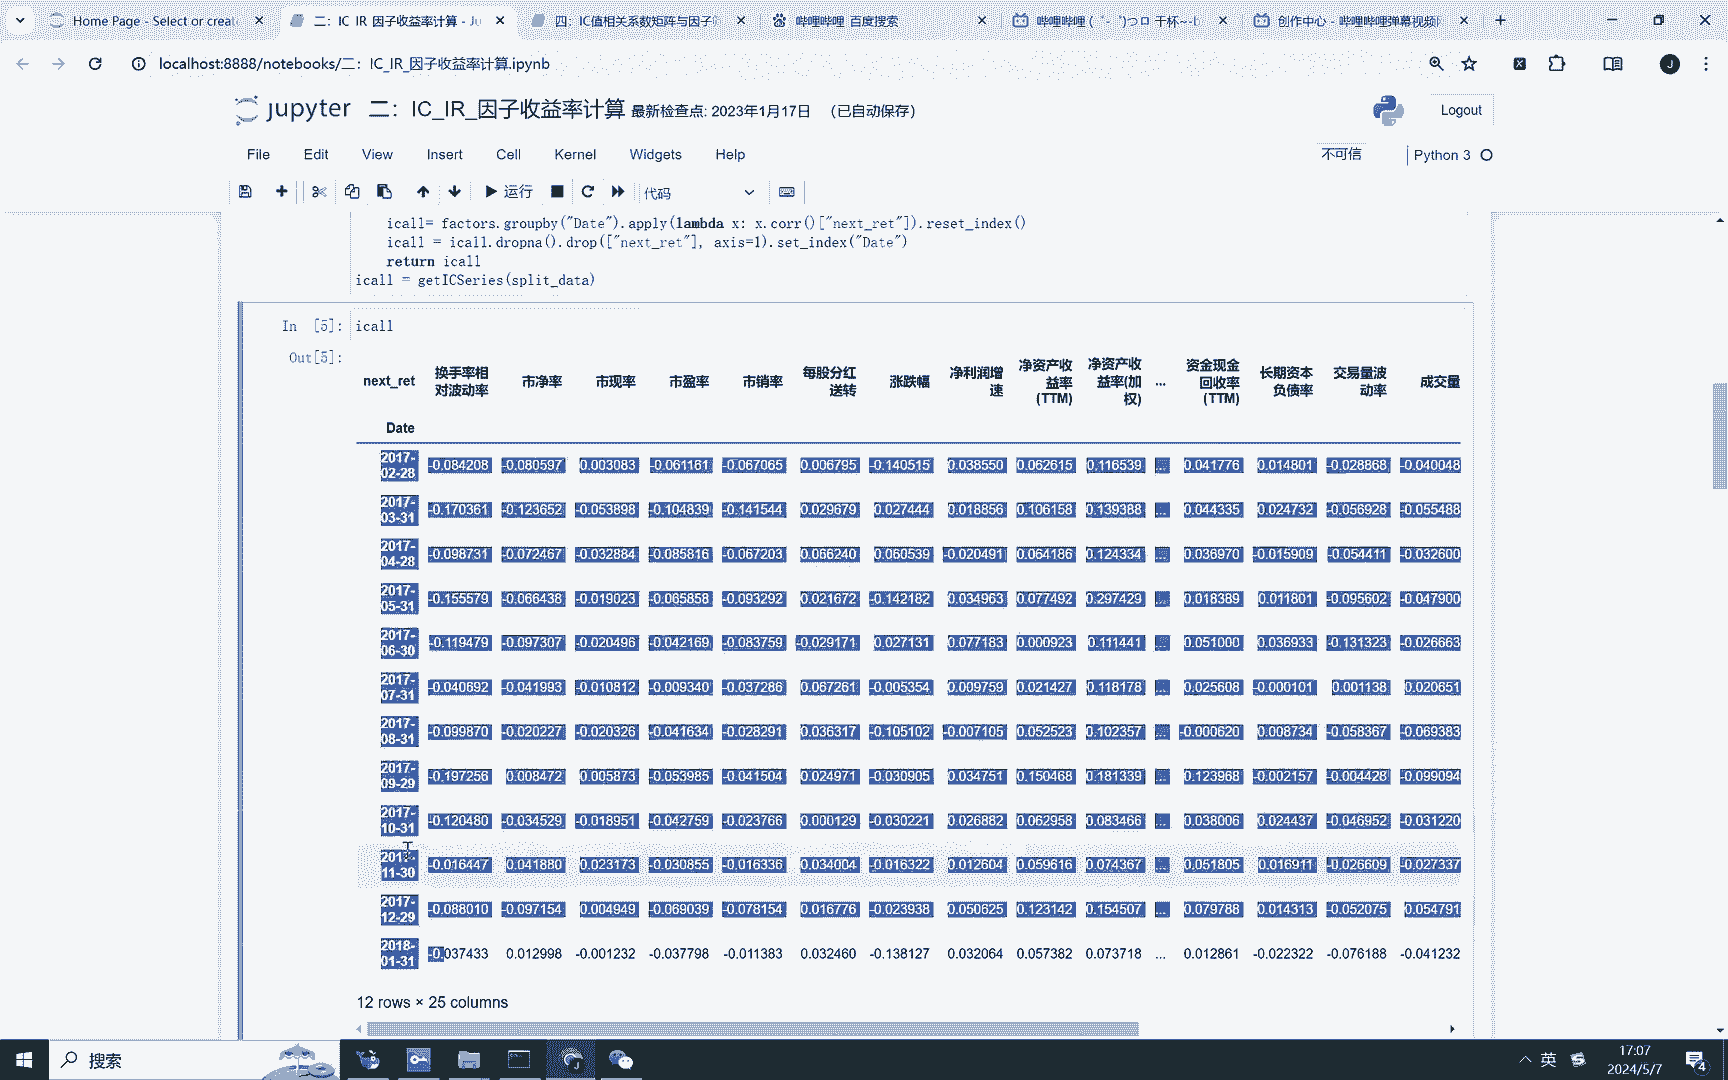 Home Page - Select or create
二：IC_IR_因子收益率计算 - Ju
四：IC值相关系数矩阵与因子
哔哩哔哩_百度搜索
哔哩哔哩 (゜-゜)つロ 干杯~-b
创作中心 - 哔哩哔哩弹幕视频
localhost:8888/notebooks/二：IC_IR_因子收益率计算.ipynb
J
jupyter 二：IC_IR_因子收益率计算 最新检查点: 2023年1月17日 (已自动保存)
Logout
File Edit View Insert Cell Kernel Widgets Help
不可信
Python 3
运行
代码
icall= factors.groupby("Date").apply(lambda x: x.corr()["next_ret"]).reset_index()
icall = icall.dropna().drop(["next_ret"], axis=1).set_index("Date")
return icall
icall = getICSeries(split_data)
In [5]: icall
Out[5]:
next_ret 换手率相对波动率 市净率 市现率 市盈率 市销率 每股分红送转 涨跌幅 净利润增速 净资产收益率(TTM) 净资产收益率(加权) ... 资金现金回收率(TTM) 长期资本负债率 交易量波动率 成交量
Date
2017-02-28 -0.084208 -0.080597 0.003083 -0.061161 -0.067065 0.006795 -0.140515 0.038550 0.062615 0.116539 ... 0.041776 0.014801 -0.028868 -0.040048
2017-03-31 -0.170361 -0.123652 -0.053898 -0.104839 -0.141544 0.029679 0.027444 0.018856 0.106158 0.139388 ... 0.044335 0.024732 -0.056928 -0.055488
2017-04-28 -0.098731 -0.072467 -0.032884 -0.085816 -0.067203 0.066240 0.060539 -0.020491 0.064186 0.124334 ... 0.036970 -0.015909 -0.054411 -0.032600
2017-05-31 -0.155579 -0.066438 -0.019023 -0.065858 -0.093292 0.021672 -0.142182 0.034963 0.077492 0.297429 ... 0.018389 0.011801 -0.095602 -0.047900
2017-06-30 -0.119479 -0.097307 -0.020496 -0.042169 -0.083759 -0.029171 0.027131 0.077183 0.000923 0.111441 ... 0.051000 0.036933 -0.131323 -0.026663
2017-07-31 -0.040692 -0.041993 -0.010812 -0.009340 -0.037286 0.067261 -0.005354 0.009759 0.021427 0.118178 ... 0.025608 -0.000101 0.001138 0.020651
2017-08-31 -0.099870 -0.020227 -0.020326 -0.041634 -0.028291 0.036317 -0.105102 -0.007105 0.052523 0.102357 ... -0.000620 0.008734 -0.058367 -0.069383
2017-09-29 -0.197256 0.008472 0.005873 -0.053985 -0.041504 0.024971 -0.030905 0.034751 0.150468 0.181339 ... 0.123968 -0.002157 -0.004428 -0.099094
2017-10-31 -0.120480 -0.034529 -0.018951 -0.042759 -0.023766 0.000129 -0.030221 0.026882 0.062958 0.083466 ... 0.038006 0.024437 -0.046952 -0.031220
2017-11-30 -0.016447 0.041880 0.023173 -0.030855 -0.016336 0.034004 -0.016322 0.012604 0.059616 0.074367 ... 0.051805 0.016911 -0.026609 -0.027337
2017-12-29 -0.088010 -0.097154 0.004949 -0.069039 -0.078154 0.016776 -0.023938 0.050625 0.123142 0.154507 ... 0.079788 0.014313 -0.052075 0.054791
2018-01-31 -0.037433 0.012998 -0.001232 -0.037798 -0.011383 0.032460 -0.138127 0.032064 0.057382 0.073718 ... 0.012861 -0.022322 -0.076188 -0.041232
12 rows × 25 columns
搜索
英
17:07
2024/5/7
4